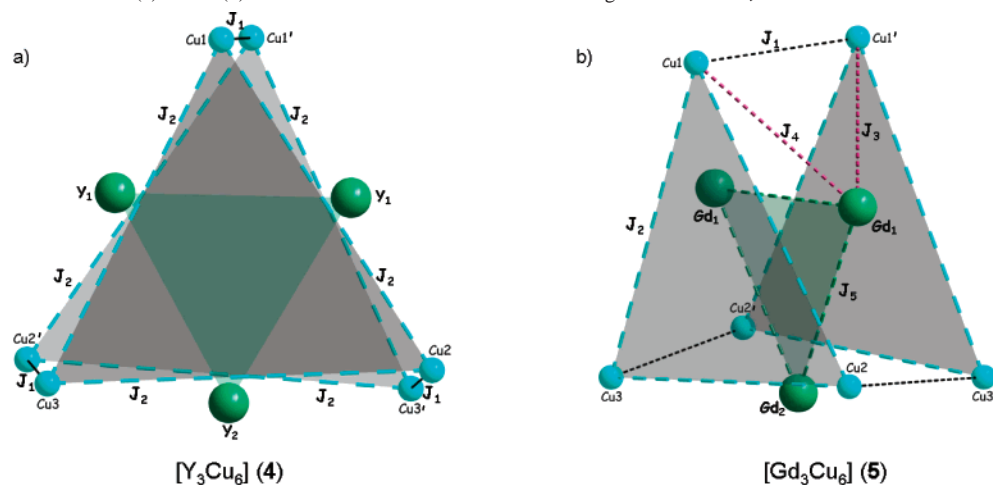 a)
J₁
Cu1
Cu1'
J₂
J₂
Y₁
Y₁
J₂
J₂
Cu2'
Cu2
J₁
Cu3
J₂
J₂
Cu3'
J₁
Y₂
[Y₃Cu₆] (4)
b)
J₁
Cu1'
Cu1
J₄
J₃
Gd₁
Gd₁
J₂
J₅
Cu2'
Cu3
Cu2
Cu3
Gd₂
[Gd₃Cu₆] (5)